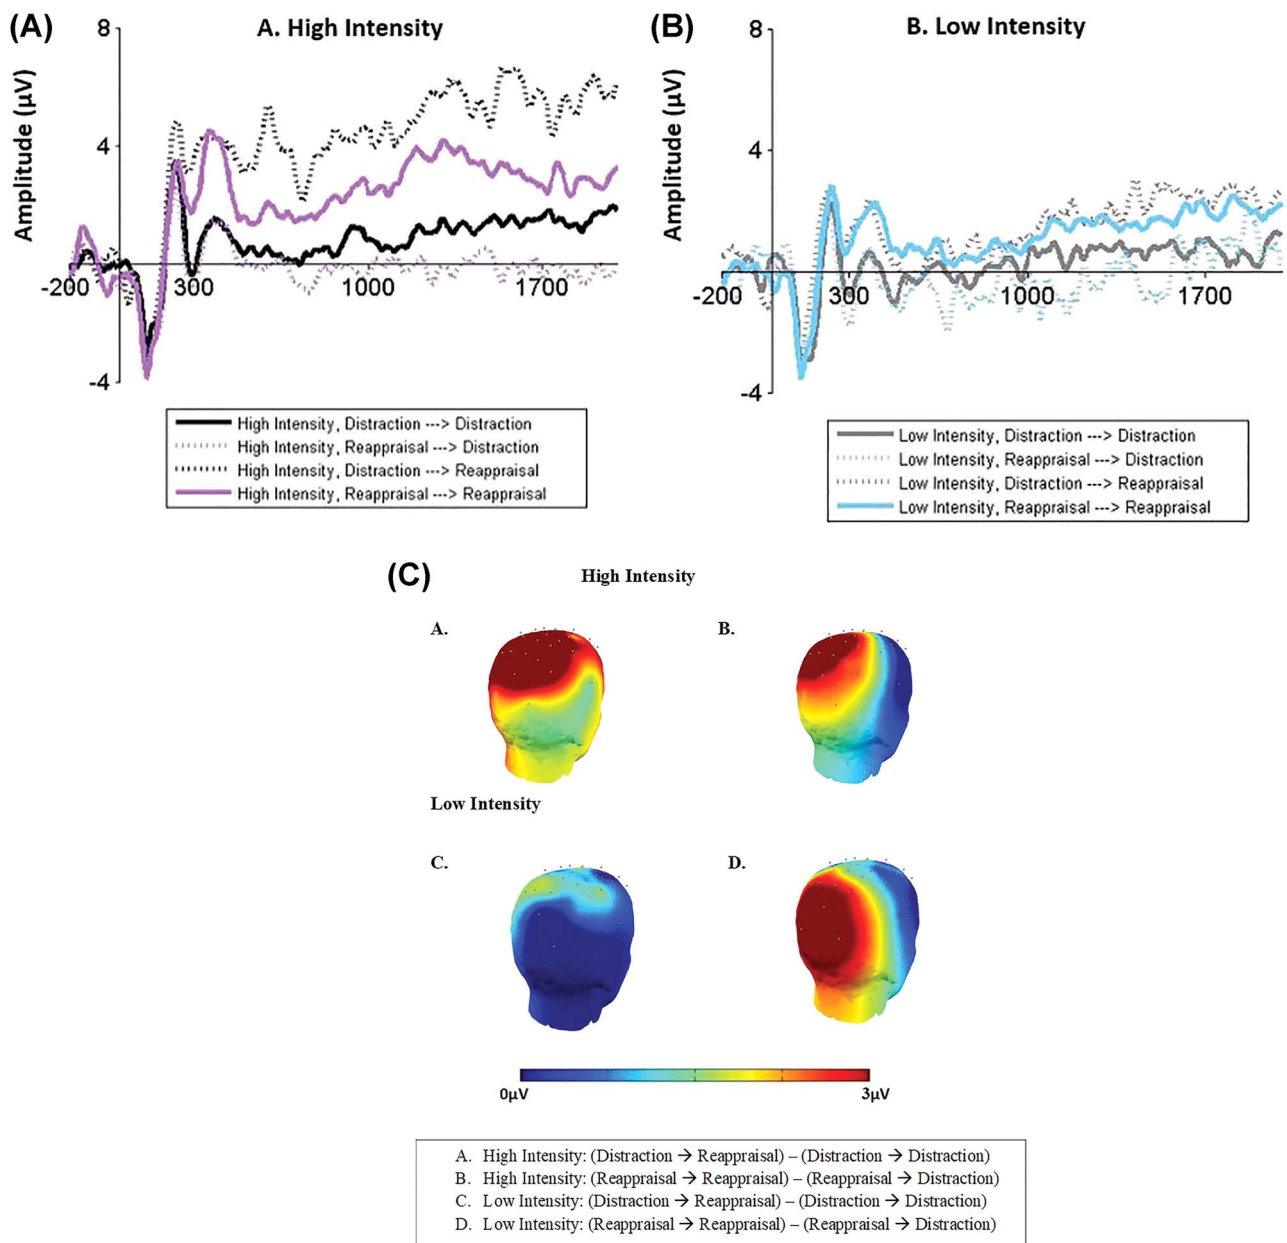 (A)
A. High Intensity
8
4
-4
Amplitude (µV)
-200
300
1000
1700
High Intensity, Distraction ---> Distraction
High Intensity, Reappraisal ---> Distraction
High Intensity, Distraction ---> Reappraisal
High Intensity, Reappraisal ---> Reappraisal
(B)
B. Low Intensity
8
4
-4
Amplitude (µV)
-200
300
1000
1700
Low Intensity, Distraction ---> Distraction
Low Intensity, Reappraisal ---> Distraction
Low Intensity, Distraction ---> Reappraisal
Low Intensity, Reappraisal ---> Reappraisal
(C)
High Intensity
A.
B.
Low Intensity
C.
D.
0µV
3µV
A. High Intensity: (Distraction → Reappraisal) – (Distraction → Distraction)
B. High Intensity: (Reappraisal → Reappraisal) – (Reappraisal → Distraction)
C. Low Intensity: (Distraction → Reappraisal) – (Distraction → Distraction)
D. Low Intensity: (Reappraisal → Reappraisal) – (Reappraisal → Distraction)